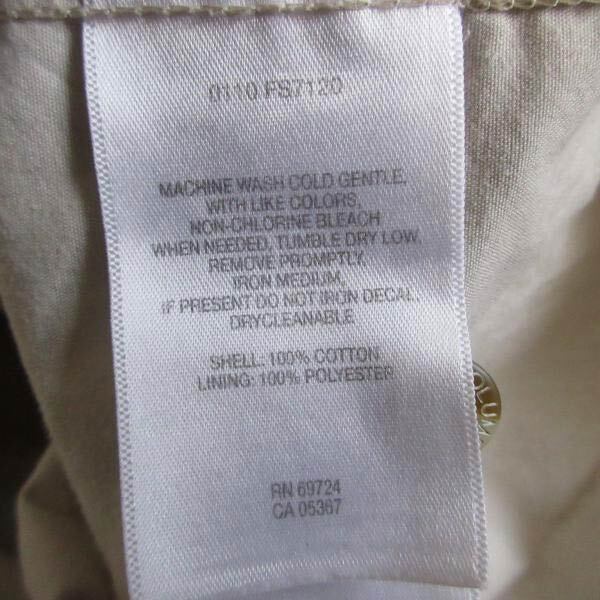 0110 FS7120
MACHINE WASH COLD GENTLE,
WITH LIKE COLORS,
NON-CHLORINE BLEACH
WHEN NEEDED, TUMBLE DRY LOW,
REMOVE PROMPTLY,
IRON MEDIUM,
IF PRESENT DO NOT IRON DECAL,
DRYCLEANABLE
SHELL: 100% COTTON
LINING: 100% POLYESTER
RN 69724
CA 05367
OLUM